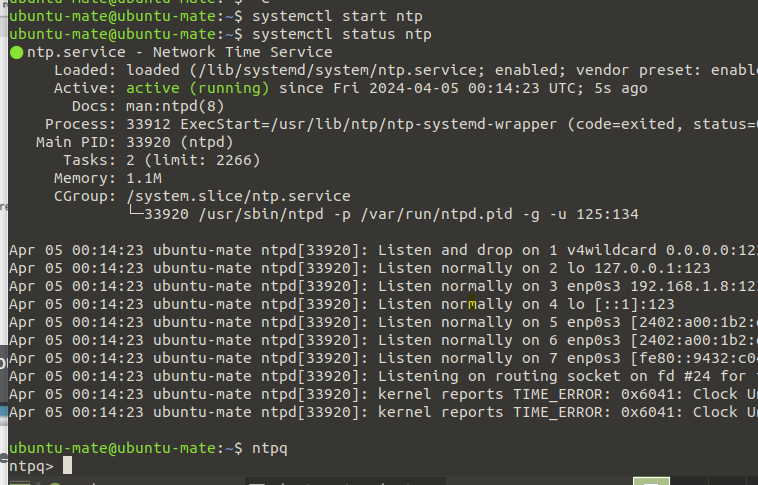 ubuntu-mate@ubuntu-mate:~$ systemctl start ntp
ubuntu-mate@ubuntu-mate:~$ systemctl status ntp
● ntp.service - Network Time Service
Loaded: loaded (/lib/systemd/system/ntp.service; enabled; vendor preset: enabl
Active: active (running) since Fri 2024-04-05 00:14:23 UTC; 5s ago
Docs: man:ntpd(8)
Process: 33912 ExecStart=/usr/lib/ntp/ntp-systemd-wrapper (code=exited, status=
Main PID: 33920 (ntpd)
Tasks: 2 (limit: 2266)
Memory: 1.1M
CGroup: /system.slice/ntp.service
└─33920 /usr/sbin/ntpd -p /var/run/ntpd.pid -g -u 125:134
Apr 05 00:14:23 ubuntu-mate ntpd[33920]: Listen and drop on 1 v4wildcard 0.0.0.0:123
Apr 05 00:14:23 ubuntu-mate ntpd[33920]: Listen normally on 2 lo 127.0.0.1:123
Apr 05 00:14:23 ubuntu-mate ntpd[33920]: Listen normally on 3 enp0s3 192.168.1.8:123
Apr 05 00:14:23 ubuntu-mate ntpd[33920]: Listen normally on 4 lo [::1]:123
Apr 05 00:14:23 ubuntu-mate ntpd[33920]: Listen normally on 5 enp0s3 [2402:a00:1b2:
Apr 05 00:14:23 ubuntu-mate ntpd[33920]: Listen normally on 6 enp0s3 [2402:a00:1b2:
Apr 05 00:14:23 ubuntu-mate ntpd[33920]: Listen normally on 7 enp0s3 [fe80::9432:c04
Apr 05 00:14:23 ubuntu-mate ntpd[33920]: Listening on routing socket on fd #24 for
Apr 05 00:14:23 ubuntu-mate ntpd[33920]: kernel reports TIME_ERROR: 0x6041: Clock Un
Apr 05 00:14:23 ubuntu-mate ntpd[33920]: kernel reports TIME_ERROR: 0x6041: Clock Un
ubuntu-mate@ubuntu-mate:~$ ntpq
ntpq>